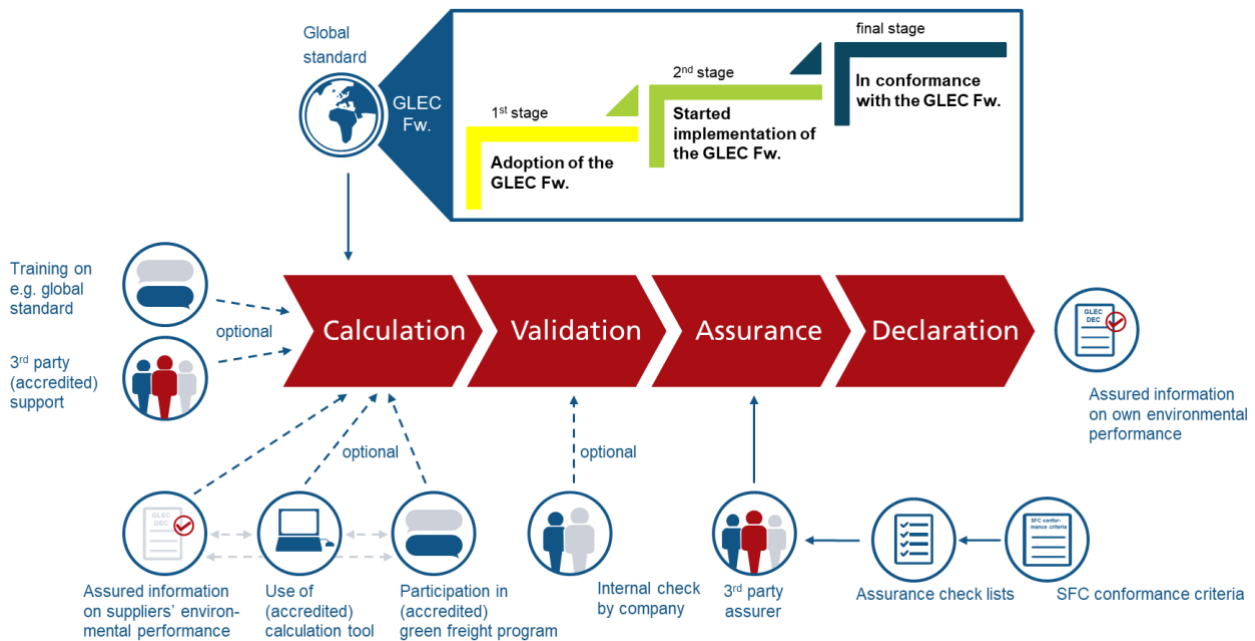 Global
standard
GLEC
Fw.
1st stage
Adoption of the
GLEC Fw.
2nd stage
Started
implementation of
the GLEC Fw.
final stage
In conformance
with the GLEC Fw.
Training on
e.g. global
standard
optional
3rd party
(accredited)
support
Calculation
Validation
Assurance
Declaration
GLEC
DEC
Assured information
on own environmental
performance
optional
optional
GLEC
DEC
Assured information
on suppliers' environ-
mental performance
Use of
(accredited)
calculation tool
Participation in
(accredited)
green freight program
Internal check
by company
3rd party
assurer
Assurance check lists
SFC confor-
mance criteria
SFC conformance criteria